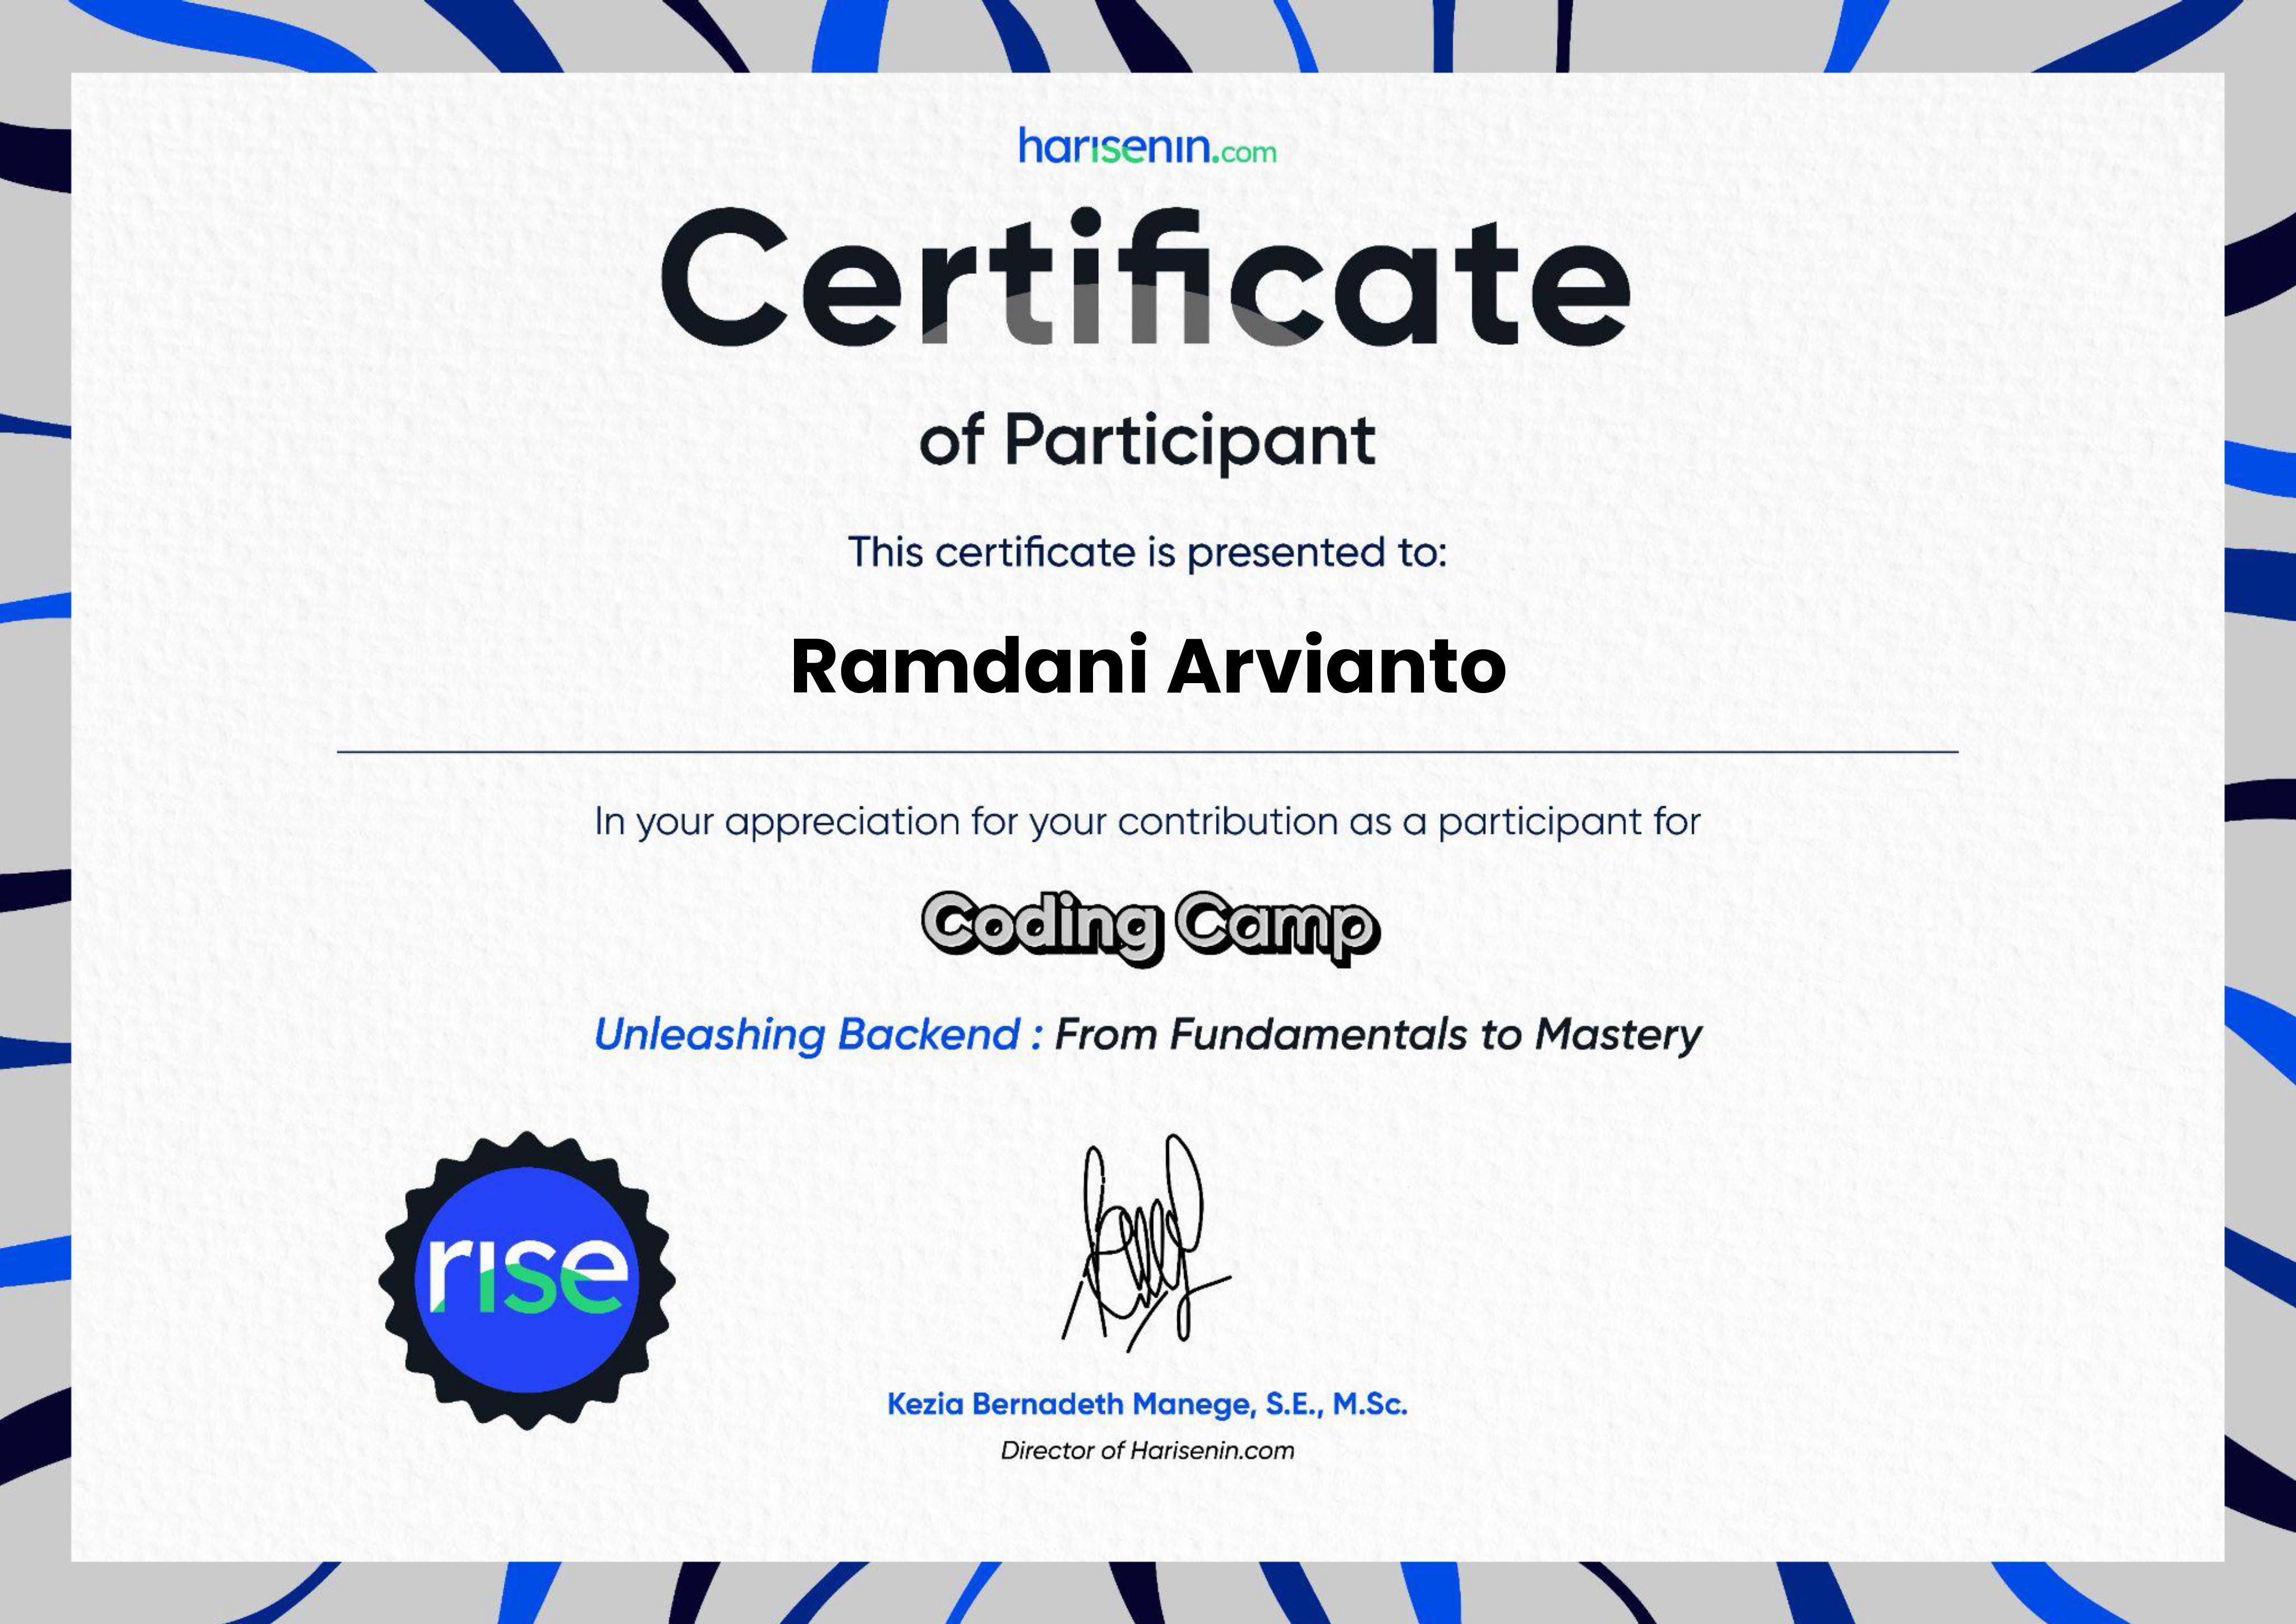 harisenin.com
Certificate
of Participant
This certificate is presented to:
Ramdani Arvianto
In your appreciation for your contribution as a participant for
Coding Camp
Unleashing Backend : From Fundamentals to Mastery
rise
Kezia Bernadeth Manege, S.E., M.Sc.
Director of Harisenin.com